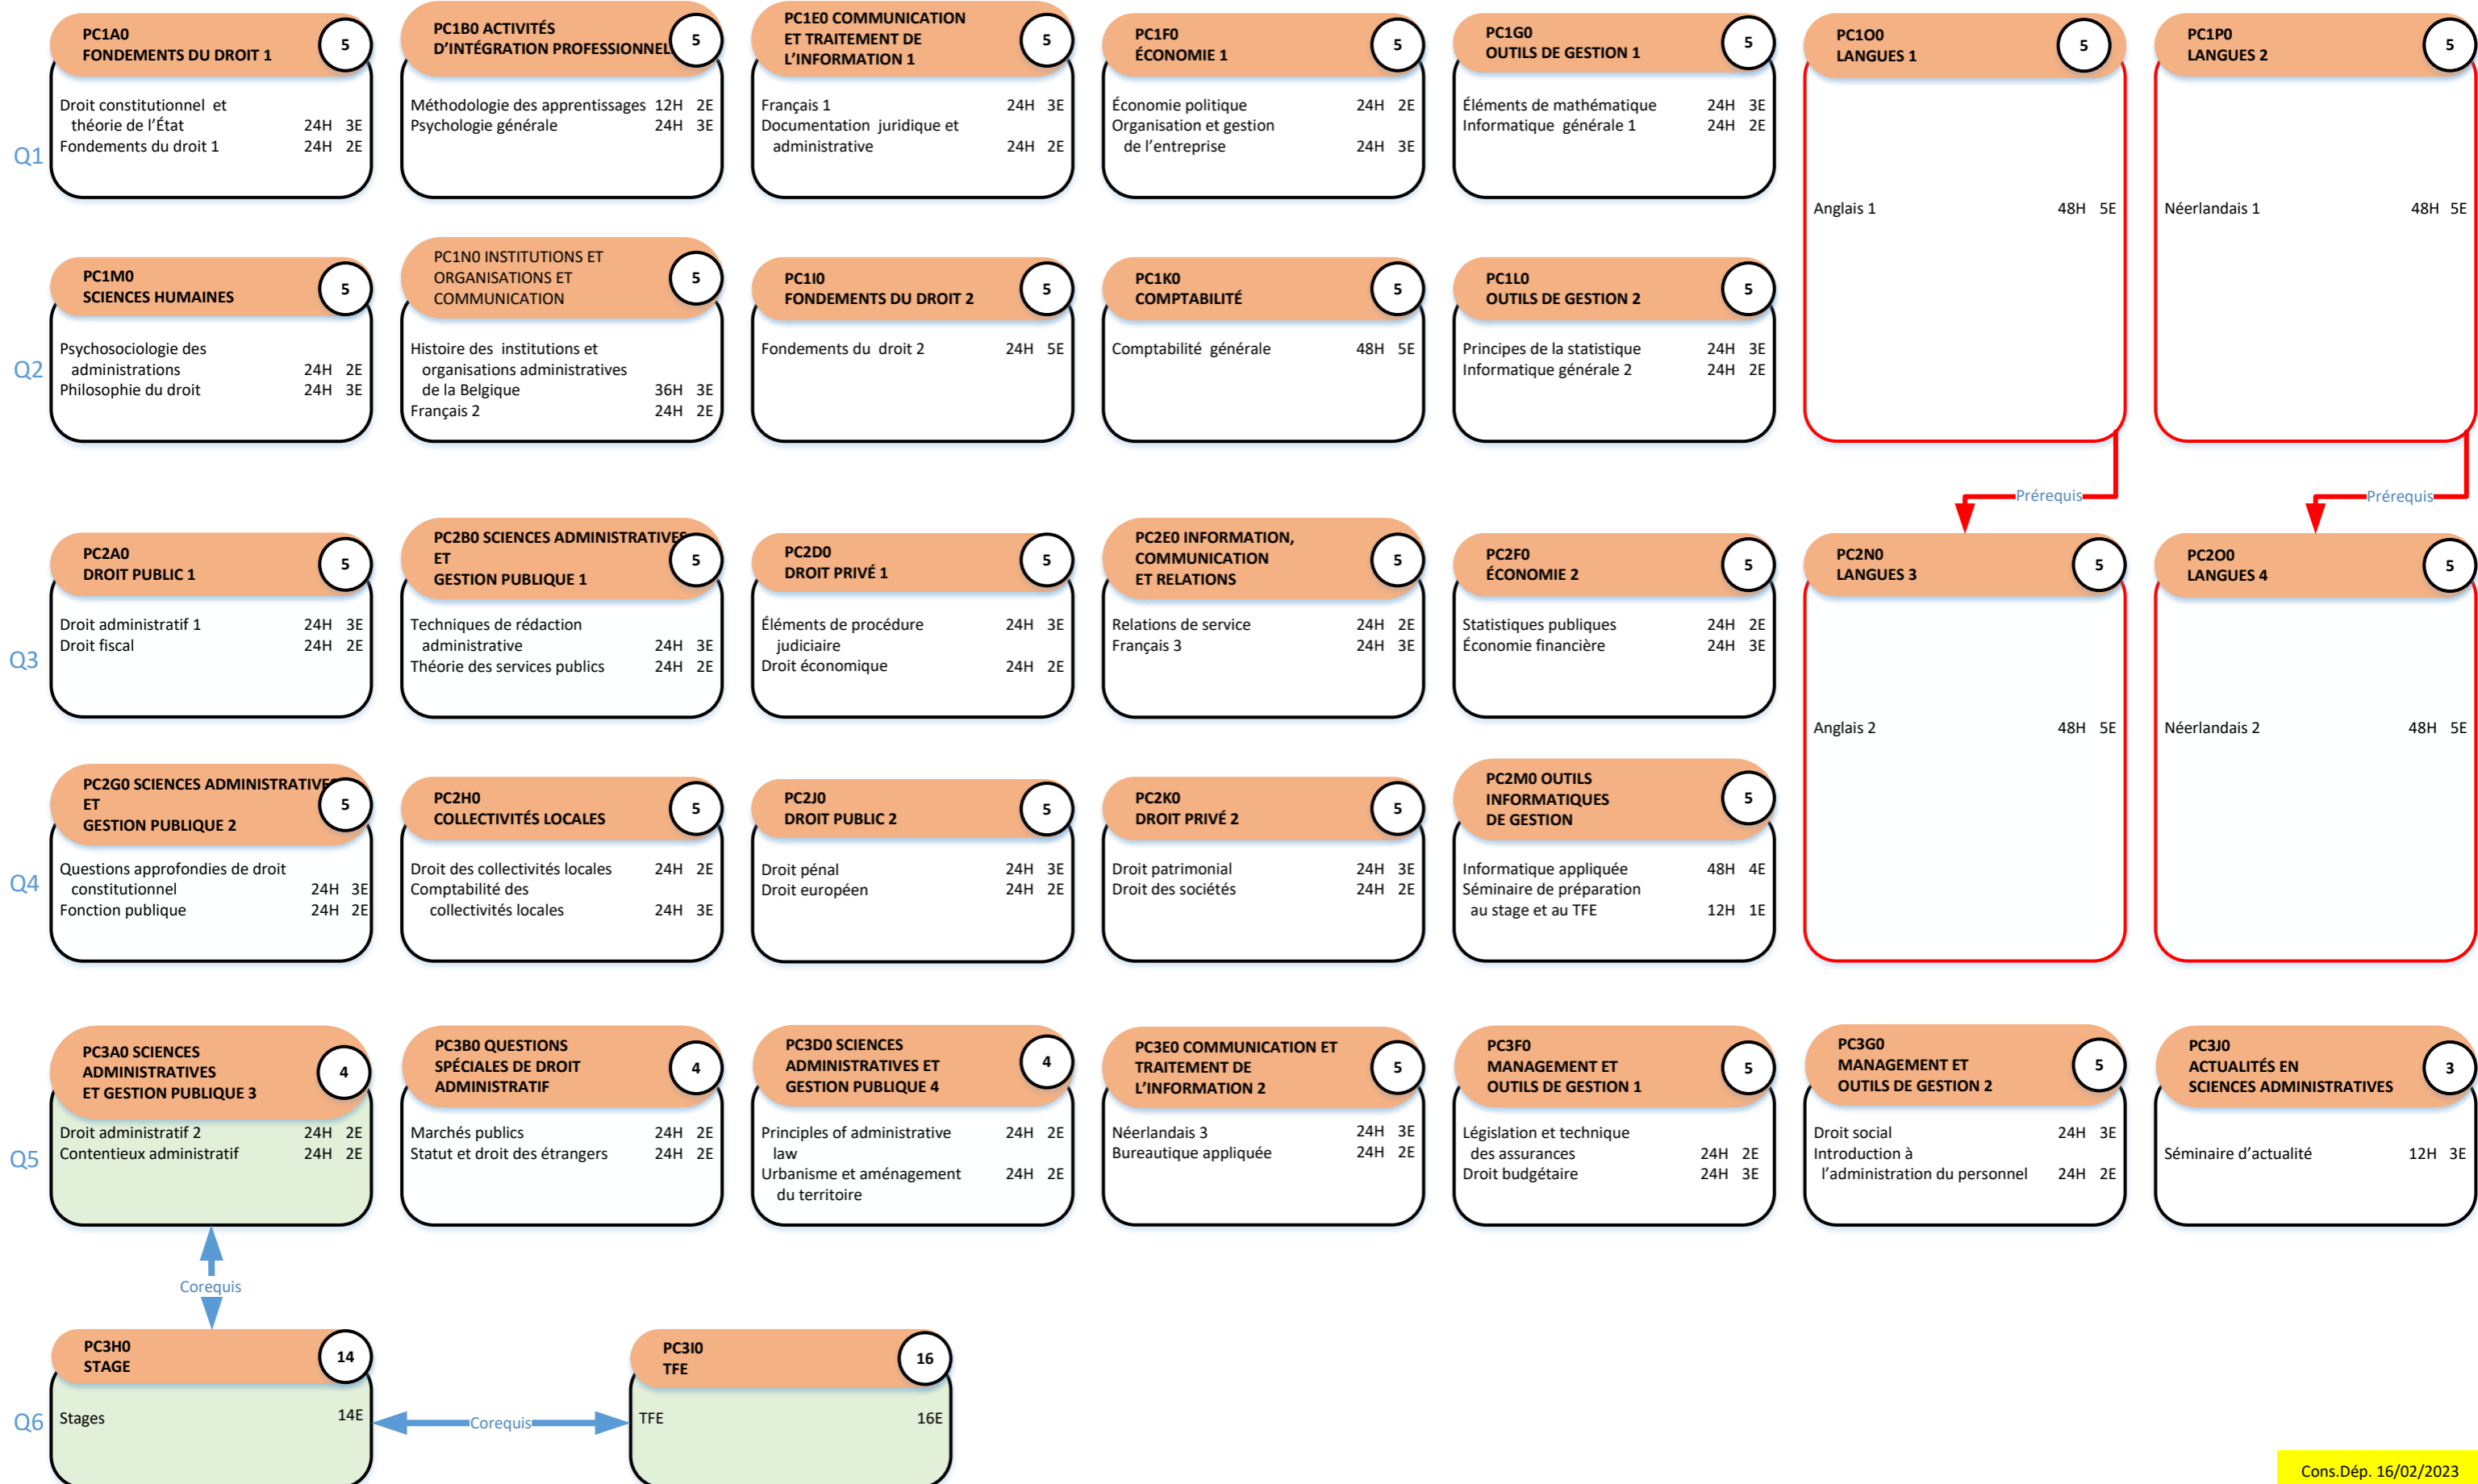 PC1A0
FONDEMENTS DU DROIT 1
5
Droit constitutionnel et
théorie de l'État 24H 3E
Fondements du droit 1 24H 2E
PC1B0 ACTIVITÉS
D'INTÉGRATION PROFESSIONNEL
5
Méthodologie des apprentissages 12H 2E
Psychologie générale 24H 3E
PC1E0 COMMUNICATION
ET TRAITEMENT DE
L'INFORMATION 1
5
Français 1 24H 3E
Documentation juridique et
administrative 24H 2E
PC1F0
ÉCONOMIE 1
5
Économie politique 24H 2E
Organisation et gestion
de l'entreprise 24H 3E
PC1G0
OUTILS DE GESTION 1
5
Éléments de mathématique 24H 3E
Informatique générale 1 24H 2E
PC1O0
LANGUES 1
5
Anglais 1 48H 5E
PC1P0
LANGUES 2
5
Néerlandais 1 48H 5E
Q1
PC1M0
SCIENCES HUMAINES
5
Psychosociologie des
administrations 24H 2E
Philosophie du droit 24H 3E
PC1N0 INSTITUTIONS ET
ORGANISATIONS ET
COMMUNICATION
5
Histoire des institutions et
organisations administratives
de la Belgique 36H 3E
Français 2 24H 2E
PC1I0
FONDEMENTS DU DROIT 2
5
Fondements du droit 2 24H 5E
PC1K0
COMPTABILITÉ
5
Comptabilité générale 48H 5E
PC1L0
OUTILS DE GESTION 2
5
Principes de la statistique 24H 3E
Informatique générale 2 24H 2E
Q2
Prérequis
Prérequis
PC2A0
DROIT PUBLIC 1
5
Droit administratif 1 24H 3E
Droit fiscal 24H 2E
PC2B0 SCIENCES ADMINISTRATIVES
ET
GESTION PUBLIQUE 1
5
Techniques de rédaction
administrative 24H 3E
Théorie des services publics 24H 2E
PC2D0
DROIT PRIVÉ 1
5
Éléments de procédure 24H 3E
judiciaire
Droit économique 24H 2E
PC2E0 INFORMATION,
COMMUNICATION
ET RELATIONS
5
Relations de service 24H 2E
Français 3 24H 3E
PC2F0
ÉCONOMIE 2
5
Statistiques publiques 24H 2E
Économie financière 24H 3E
PC2N0
LANGUES 3
5
Anglais 2 48H 5E
PC2O0
LANGUES 4
5
Néerlandais 2 48H 5E
Q3
PC2G0 SCIENCES ADMINISTRATIVES
ET
GESTION PUBLIQUE 2
5
Questions approfondies de droit
constitutionnel 24H 3E
Fonction publique 24H 2E
PC2H0
COLLECTIVITÉS LOCALES
5
Droit des collectivités locales 24H 2E
Comptabilité des
collectivités locales 24H 3E
PC2J0
DROIT PUBLIC 2
5
Droit pénal 24H 3E
Droit européen 24H 2E
PC2K0
DROIT PRIVÉ 2
5
Droit patrimonial 24H 3E
Droit des sociétés 24H 2E
PC2M0 OUTILS
INFORMATIQUES
DE GESTION
5
Informatique appliquée 48H 4E
Séminaire de préparation
au stage et au TFE 12H 1E
Q4
PC3A0 SCIENCES
ADMINISTRATIVES
ET GESTION PUBLIQUE 3
4
Droit administratif 2 24H 2E
Contentieux administratif 24H 2E
PC3B0 QUESTIONS
SPÉCIALES DE DROIT
ADMINISTRATIF
4
Marchés publics 24H 2E
Statut et droit des étrangers 24H 2E
PC3D0 SCIENCES
ADMINISTRATIVES ET
GESTION PUBLIQUE 4
4
Principles of administrative 24H 2E
law
Urbanisme et aménagement 24H 2E
du territoire
PC3E0 COMMUNICATION ET
TRAITEMENT DE
L'INFORMATION 2
5
Néerlandais 3 24H 3E
Bureautique appliquée 24H 2E
PC3F0
MANAGEMENT ET
OUTILS DE GESTION 1
5
Législation et technique
des assurances 24H 2E
Droit budgétaire 24H 3E
PC3G0
MANAGEMENT ET
OUTILS DE GESTION 2
5
Droit social 24H 3E
Introduction à
l'administration du personnel 24H 2E
PC3J0
ACTUALITÉS EN
SCIENCES ADMINISTRATIVES
3
Séminaire d'actualité 12H 3E
Q5
Corequis
PC3H0
STAGE
14
Stages 14E
Corequis
PC3I0
TFE
16
TFE 16E
Q6
Cons.Dép. 16/02/2023